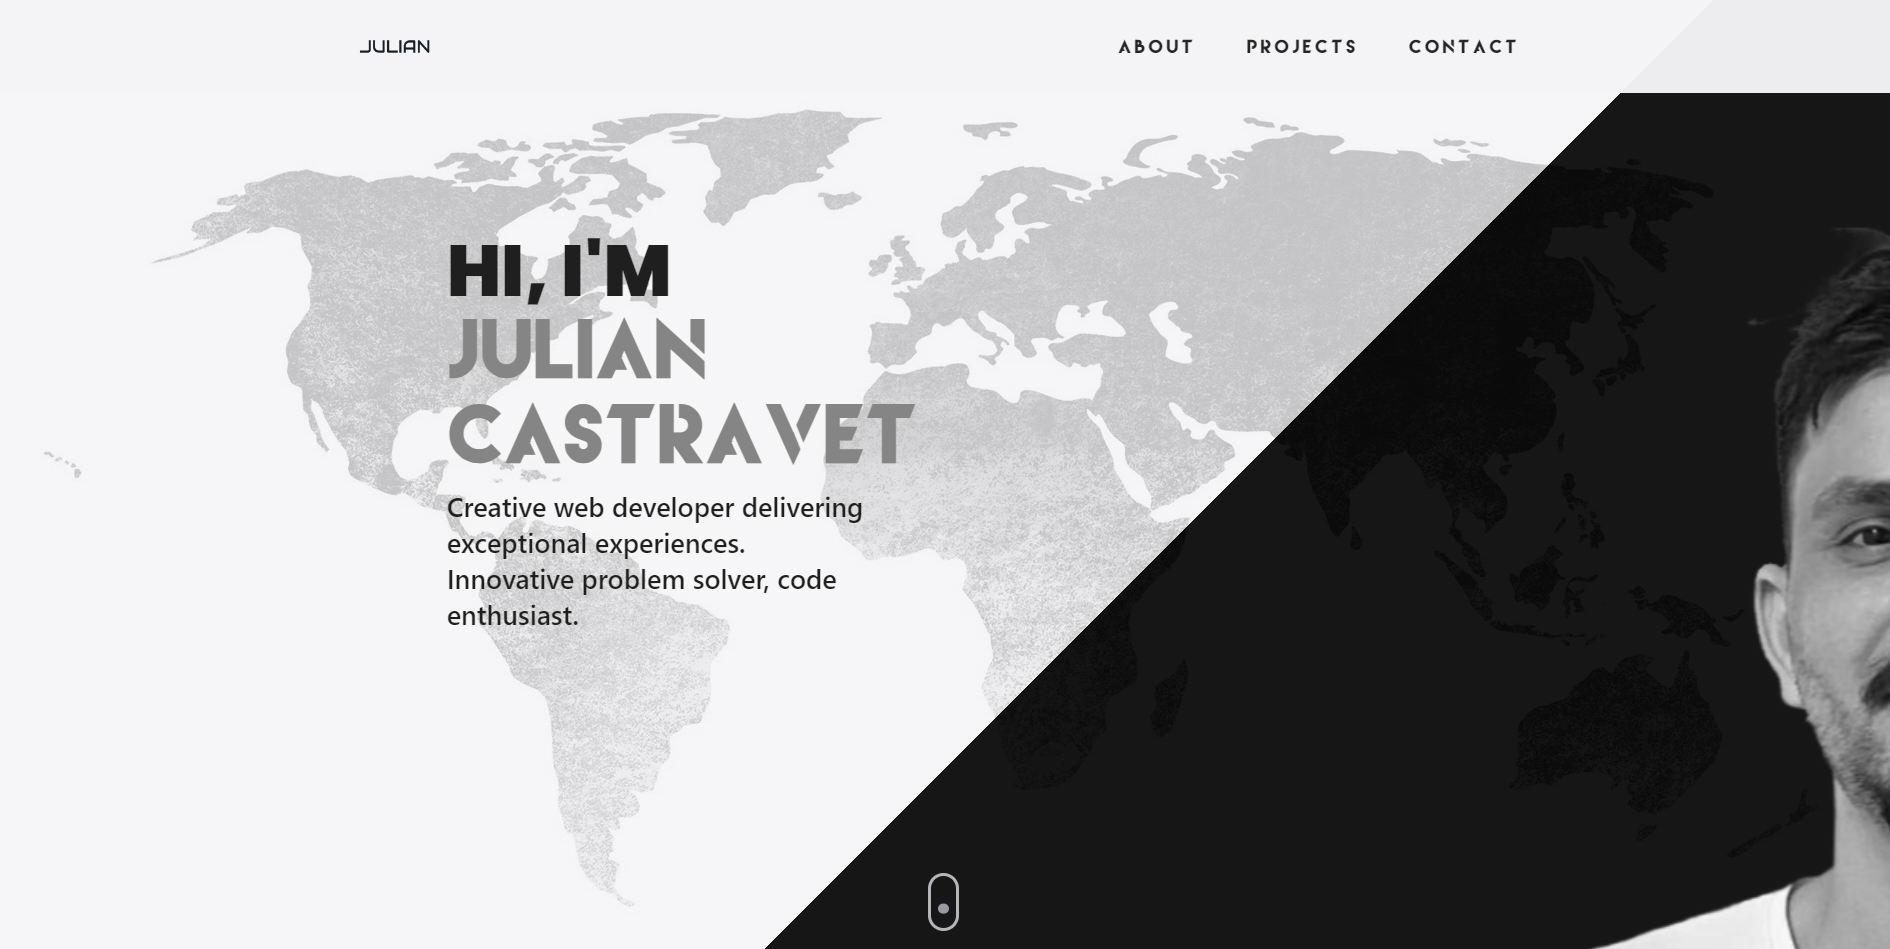 JULIAN
ABOUT PROJECTS CONTACT
HI, I'M
JULIAN
CASTRAVET
Creative web developer delivering
exceptional experiences.
Innovative problem solver, code
enthusiast.